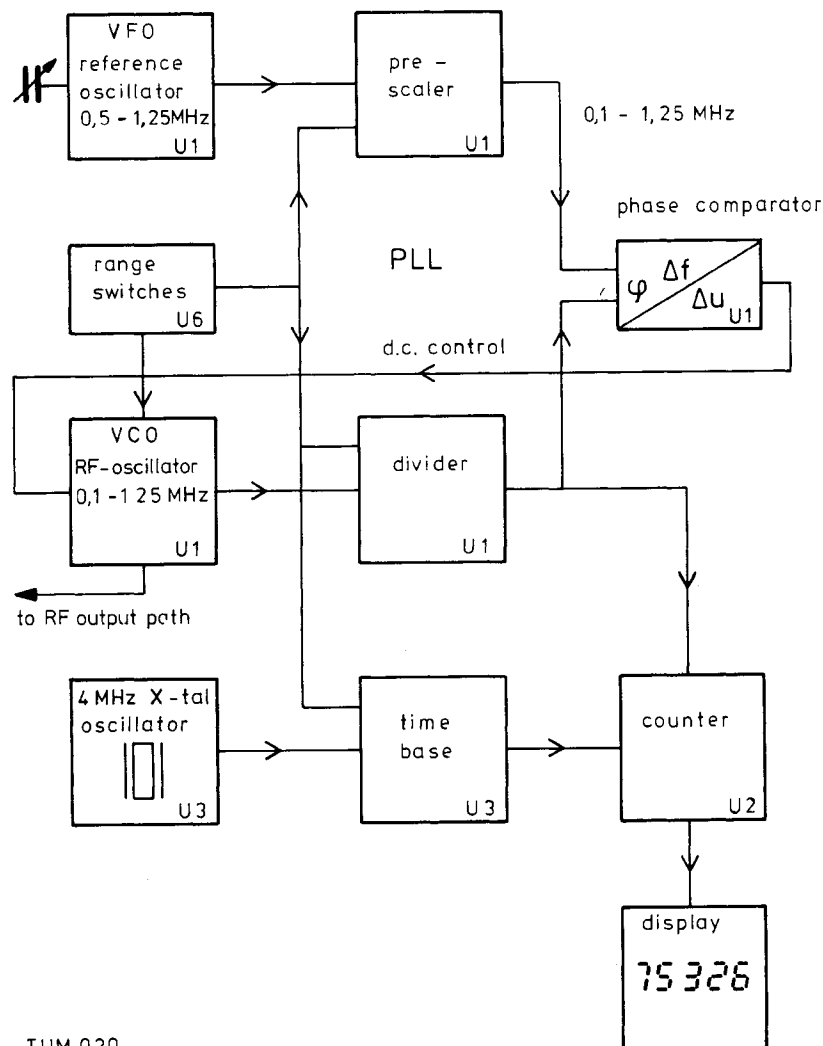 VFO
reference
oscillator
0,5 - 1,25MHz
U1
pre -
scaler
U1
0,1 - 1,25 MHz
phase comparator
φ Δf
Δu
U1
range
switches
U6
PLL
d.c. control
VCO
RF-oscillator
0,1 - 1 25 MHz
U1
divider
U1
to RF output path
4 MHz X-tal
oscillator
U3
time
base
U3
counter
U2
display
75326